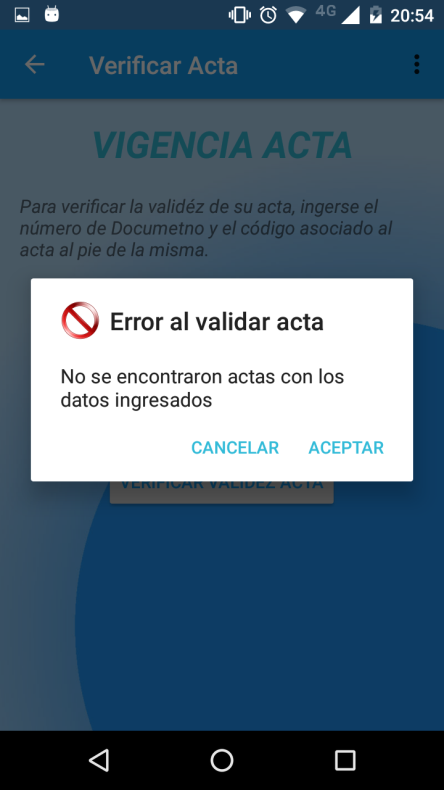 4G 20:54
Verificar Acta
VIGENCIA ACTA
Para verificar la validéz de su acta, ingerse el
número de Documetno y el código asociado al
acta al pie de la misma.
Error al validar acta
No se encontraron actas con los
datos ingresados
CANCELAR ACEPTAR
VERIFICAR VALIDEZ ACTA